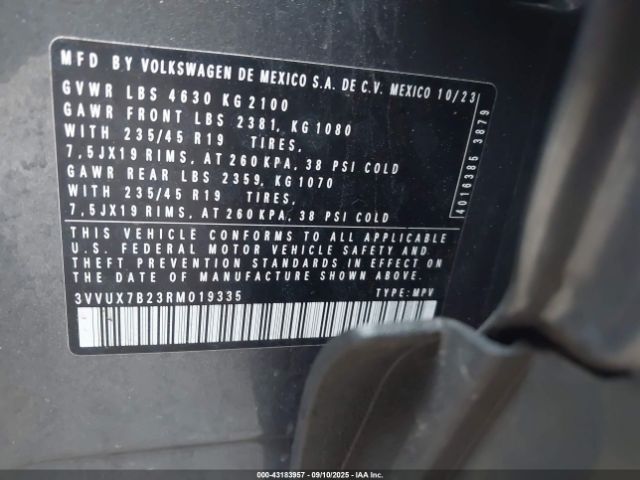 MFD BY VOLKSWAGEN DE MEXICO S.A. DE C.V. MEXICO 10/23
GVWR LBS 4630 KG 2100
GAWR FRONT LBS 2381, KG 1080
WITH 235/45 R19 TIRES,
7,5JX19 RIMS, AT 260 KPA, 38 PSI COLD
GAWR REAR LBS 2359, KG 1070
WITH 235/45 R19 TIRES,
7,5JX19 RIMS, AT 260 KPA, 38 PSI COLD
4016385 3879
THIS VEHICLE CONFORMS TO ALL APPLICABLE
U.S. FEDERAL MOTOR VEHICLE SAFETY AND
THEFT PREVENTION STANDARDS IN EFFECT ON
THE DATE OF MANUFACTURE SHOWN ABOVE
3VVUX7B23RM019335 TYPE: MPV
000-43183957 - 09/10/2025 - IAAI.COM